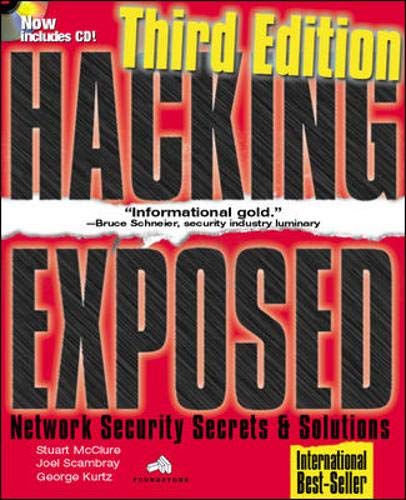 Now
includes CD!
Third Edition
HACKING
“Informational gold.”
—Bruce Schneier, security industry luminary
EXPOSED
Network Security Secrets & Solutions
Stuart McClure
Joel Scambray
George Kurtz
FOUNDSTONE
International
Best-Seller